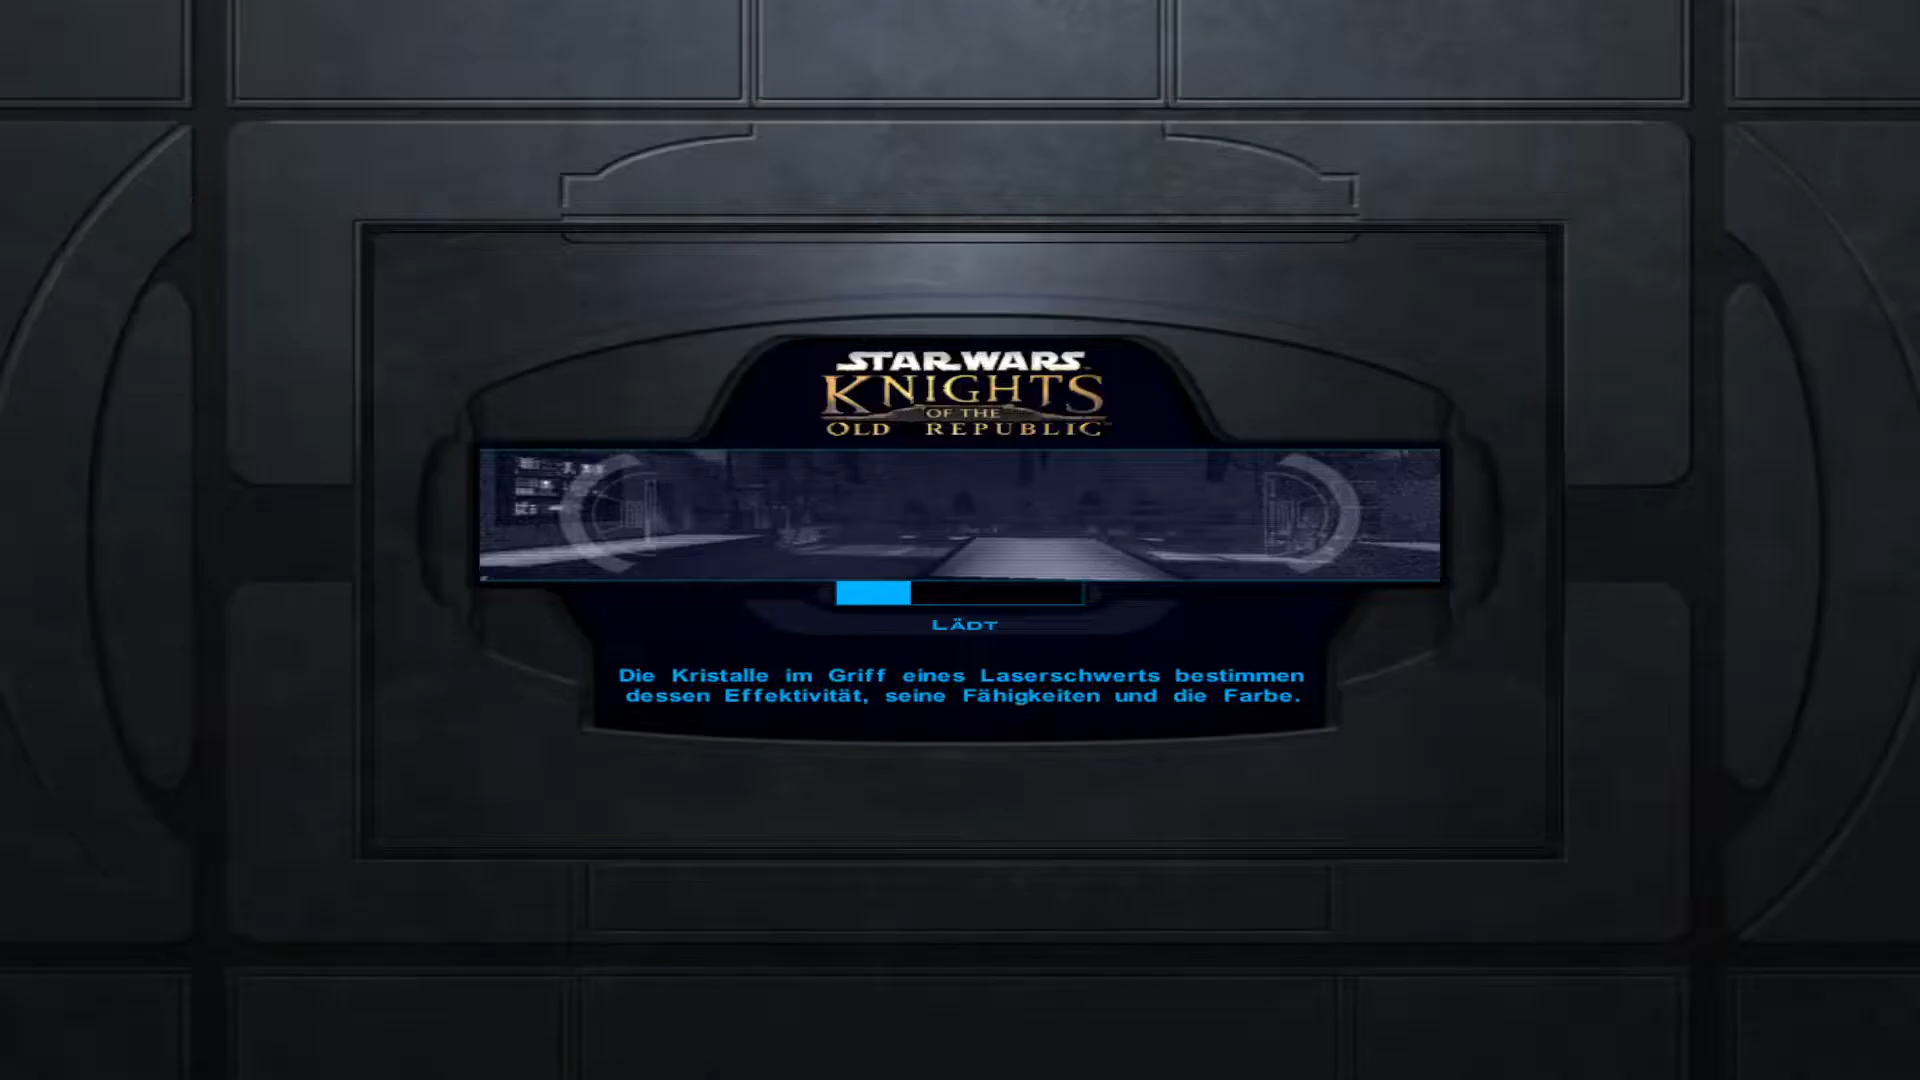 STAR WARS
KNIGHTS
OF THE
OLD REPUBLIC
LÄDT
Die Kristalle im Griff eines Laserschwerts bestimmen
dessen Effektivität, seine Fähigkeiten und die Farbe.